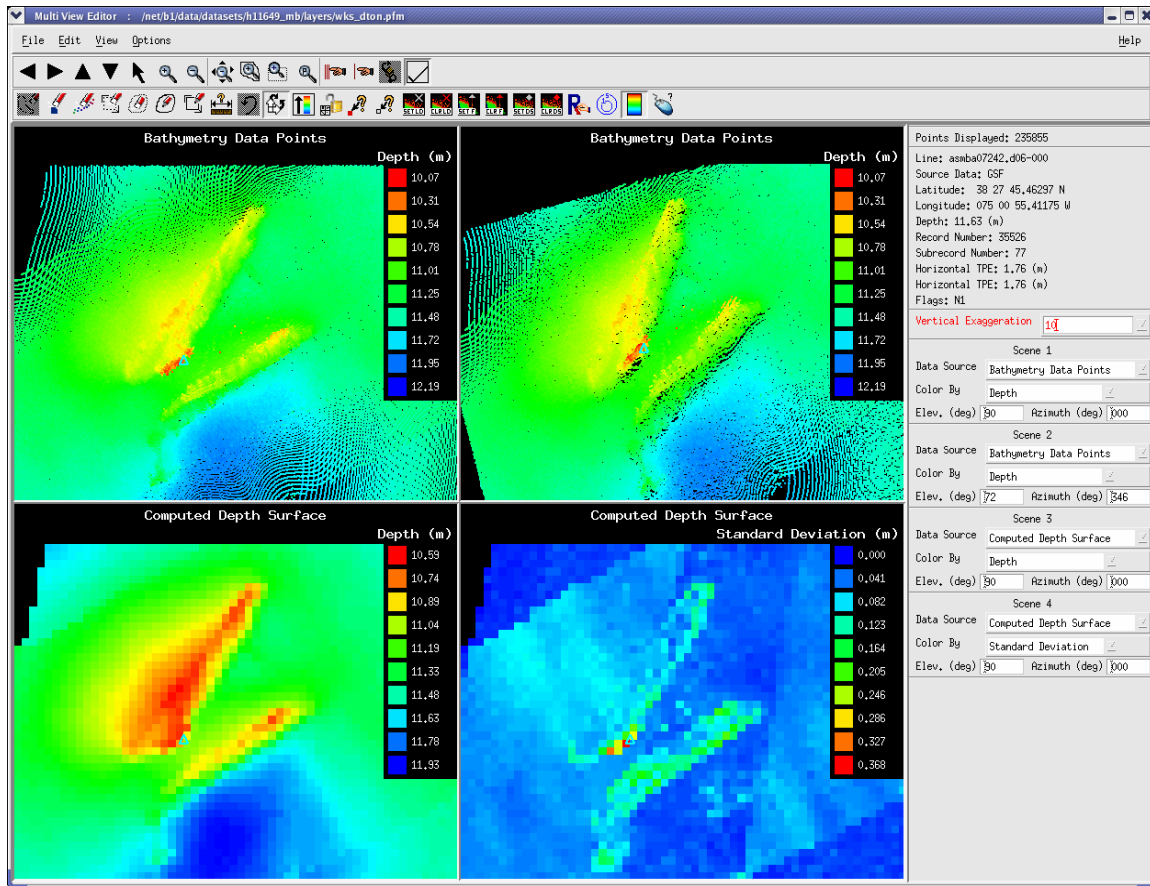 Multi View Editor : /net/b1/data/datasets/h11649_mb/layers/wks_dton.pfm
File Edit View Options Help
SET LD CLR LD SET F CLR F SET DS CLR DS R
Bathymetry Data Points
Depth (m)
10.07
10.31
10.54
10.78
11.01
11.25
11.48
11.72
11.95
12.19
Bathymetry Data Points
Depth (m)
10.07
10.31
10.54
10.78
11.01
11.25
11.48
11.72
11.95
12.19
Computed Depth Surface
Depth (m)
10.59
10.74
10.89
11.04
11.19
11.33
11.48
11.63
11.78
11.93
Computed Depth Surface
Standard Deviation (m)
0.000
0.041
0.082
0.123
0.164
0.205
0.246
0.286
0.327
0.368
Points Displayed: 235855
Line: asmba07242.d06-000
Source Data: GSF
Latitude: 38 27 45.46297 N
Longitude: 075 00 55.41175 W
Depth: 11.63 (m)
Record Number: 35526
Subrecord Number: 77
Horizontal TPE: 1.76 (m)
Horizontal TPE: 1.76 (m)
Flags: N1
Vertical Exaggeration 10
Scene 1
Data Source Bathymetry Data Points
Color By Depth
Elev. (deg) 90 Azimuth (deg) 000
Scene 2
Data Source Bathymetry Data Points
Color By Depth
Elev. (deg) 72 Azimuth (deg) 346
Scene 3
Data Source Computed Depth Surface
Color By Depth
Elev. (deg) 90 Azimuth (deg) 000
Scene 4
Data Source Computed Depth Surface
Color By Standard Deviation
Elev. (deg) 90 Azimuth (deg) 000